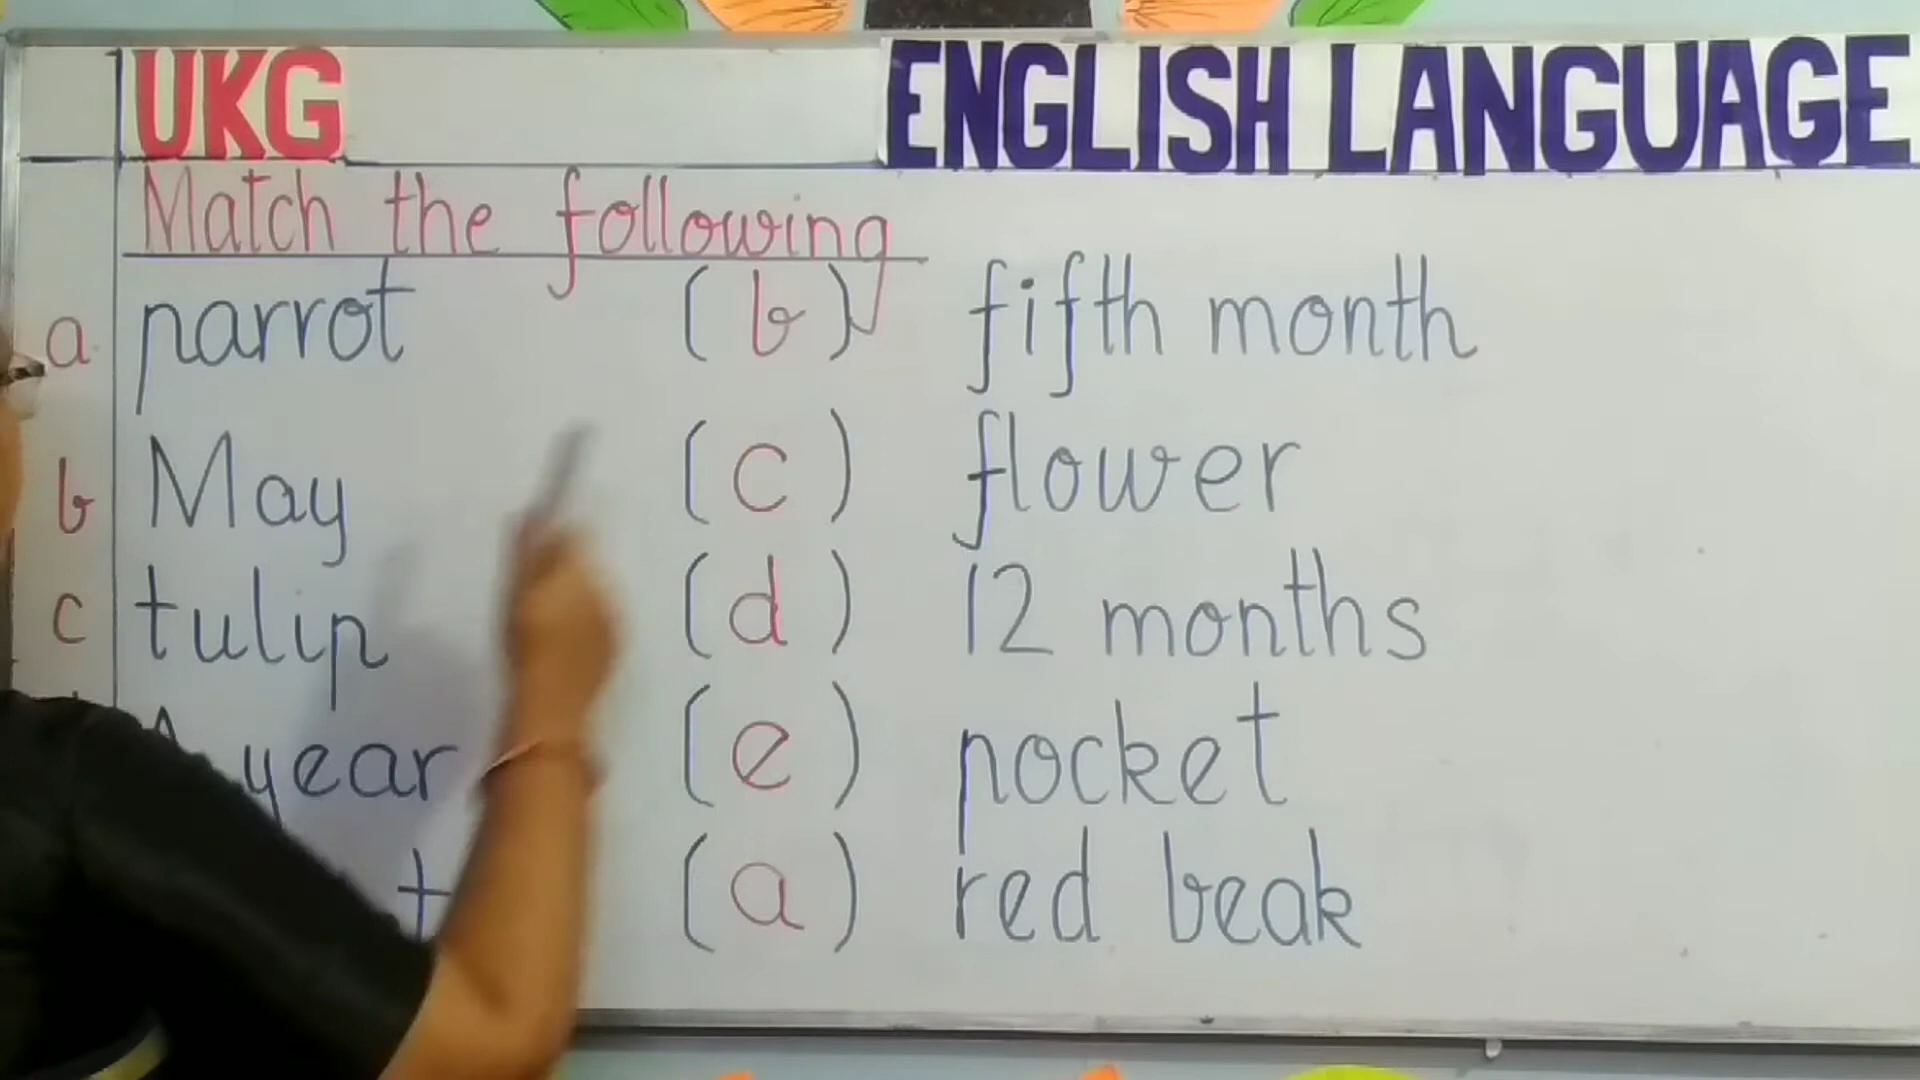 UKG ENGLISH LANGUAGE
Match the following
a parrot (b) fifth month
b May (c) flower
c tulip (d) 12 months
year (e) pocket
(a) red beak